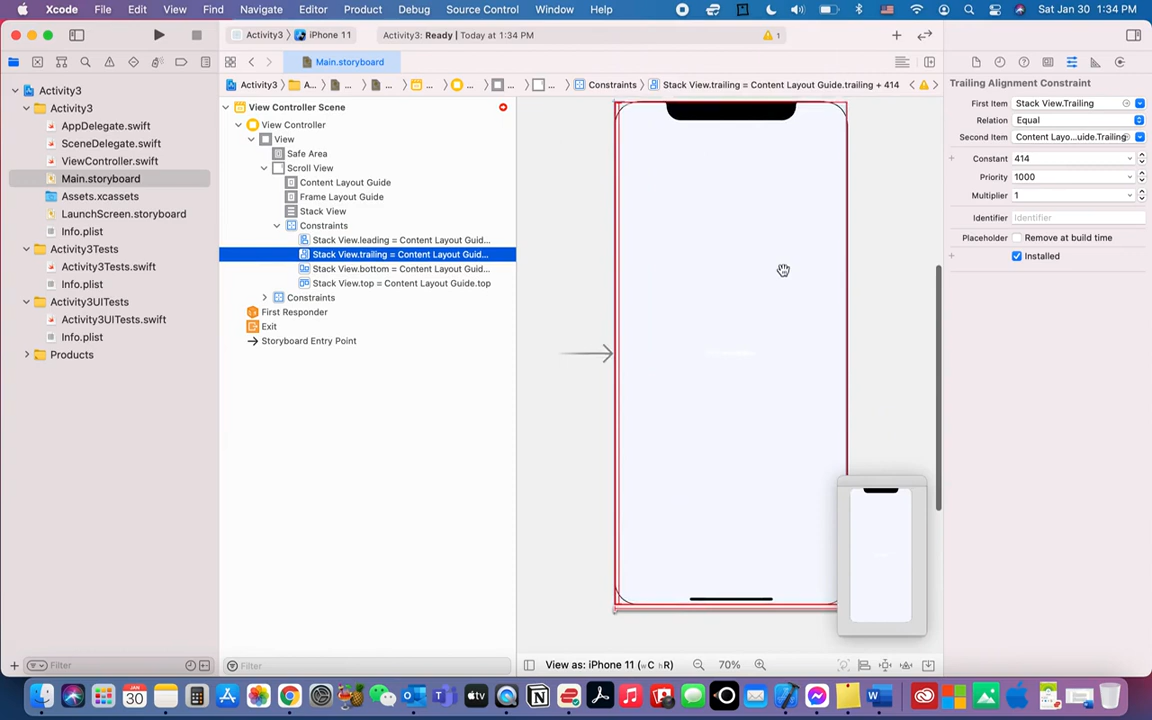 Xcode File Edit View Find Navigate Editor Product Debug Source Control Window Help Sat Jan 30 1:34 PM
Activity3 iPhone 11 Activity3: Ready | Today at 1:34 PM 1
Main.storyboard
Activity3 A... Constraints Stack View.trailing = Content Layout Guide.trailing + 414
Activity3
Activity3
AppDelegate.swift
SceneDelegate.swift
ViewController.swift
Main.storyboard
Assets.xcassets
LaunchScreen.storyboard
Info.plist
Activity3Tests
Activity3Tests.swift
Info.plist
Activity3UITests
Activity3UITests.swift
Info.plist
Products
Filter
View Controller Scene
View Controller
View
Safe Area
Scroll View
Content Layout Guide
Frame Layout Guide
Stack View
Constraints
Stack View.leading = Content Layout Guid...
Stack View.trailing = Content Layout Guid...
Stack View.bottom = Content Layout Guid...
Stack View.top = Content Layout Guide.top
Constraints
First Responder
Exit
Storyboard Entry Point
Filter
View as: iPhone 11 (wC hR) 70%
Trailing Alignment Constraint
First Item Stack View.Trailing
Relation Equal
Second Item Content Layo...uide.Trailing
Constant 414
Priority 1000
Multiplier 1
Identifier Identifier
Placeholder Remove at build time
Installed
JAN
30